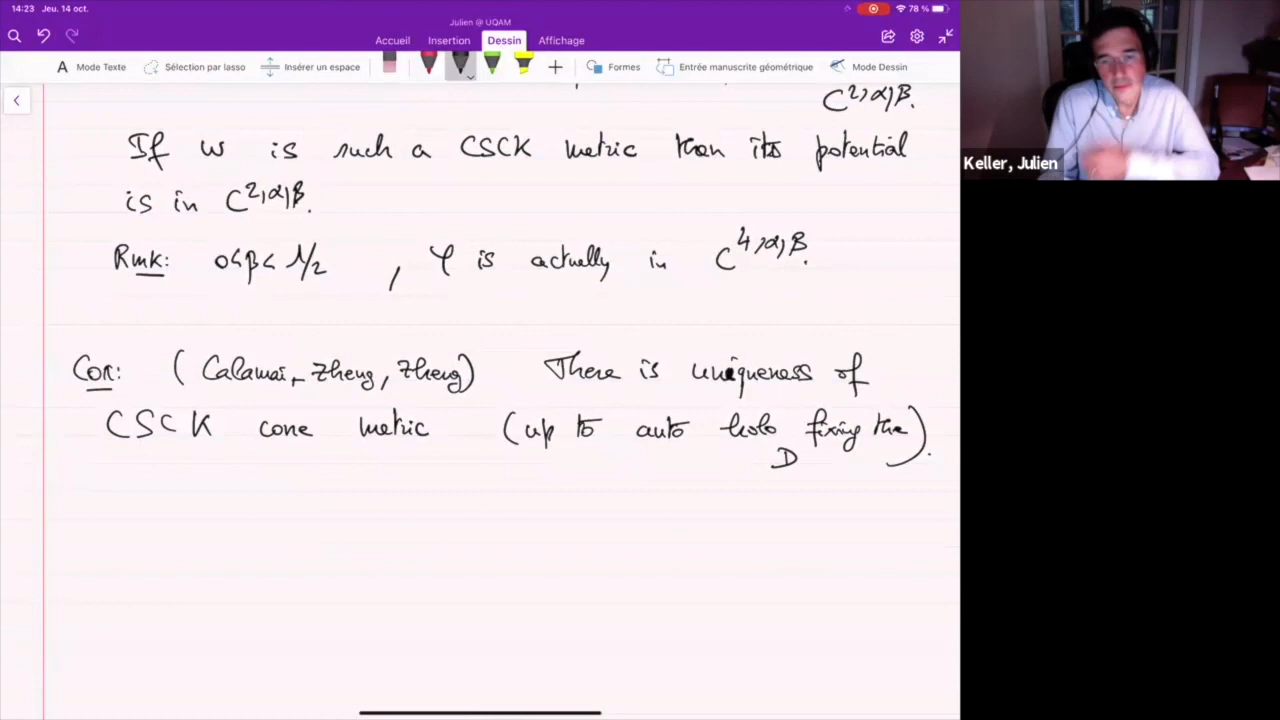 14:23 Jeu. 14 oct.
78 %
Julien @ UQAM
Accueil Insertion Dessin Affichage
A Mode Texte Sélection par lasso Insérer un espace Formes Entrée manuscrite géométrique Mode Dessin
C^{2,α,β}.
If ω is such a CSCK metric then its potential
is in C^{2,α,β}.
Rmk: 0<β<1/2 , φ is actually in C^{4,α,β}.
Cor: (Calamai-Zheng, Zheng) There is uniqueness of
CSCK cone metric (up to auto holo fixing the D).
Keller, Julien